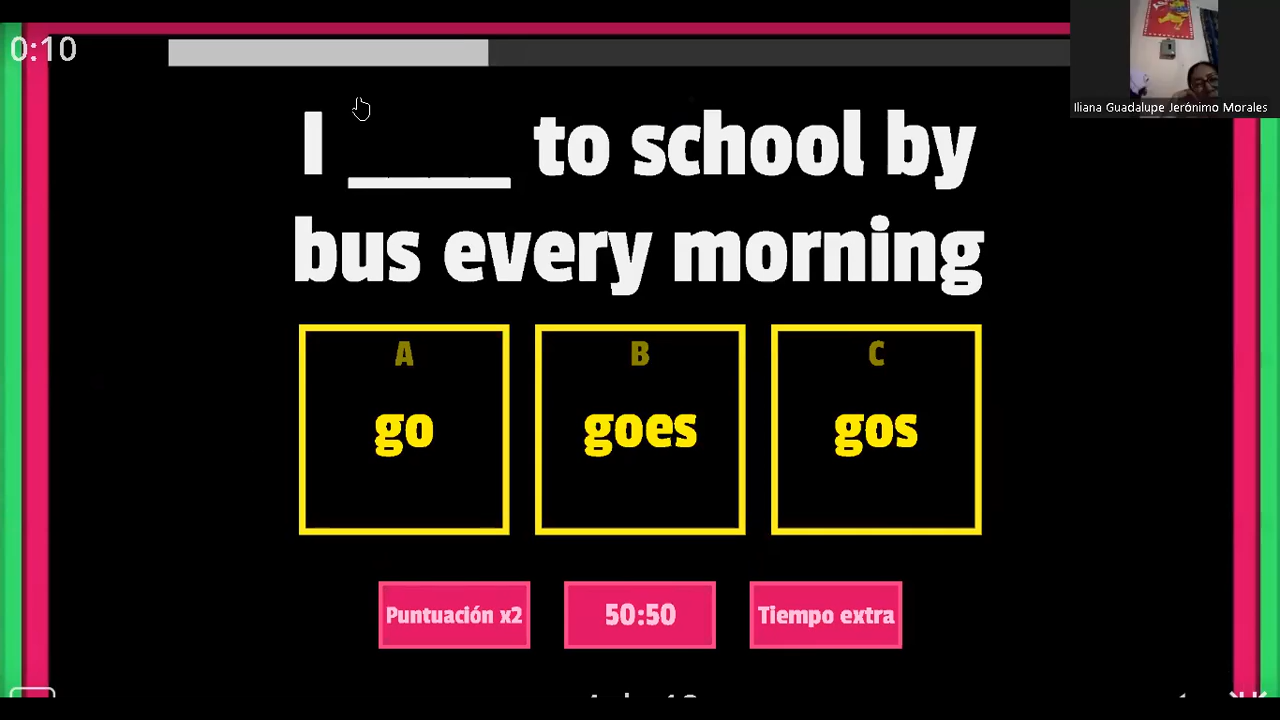 0:10
Iliana Guadalupe Jerónimo Morales
I ____ to school by
bus every morning
A
go
B
goes
C
gos
Puntuación x2
50:50
Tiempo extra